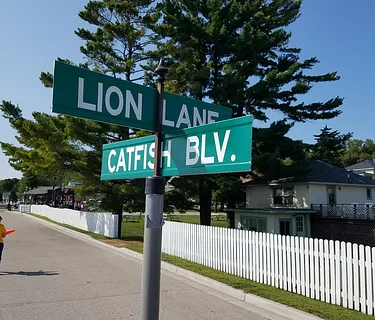 LION LANE
CATFISH BLV.